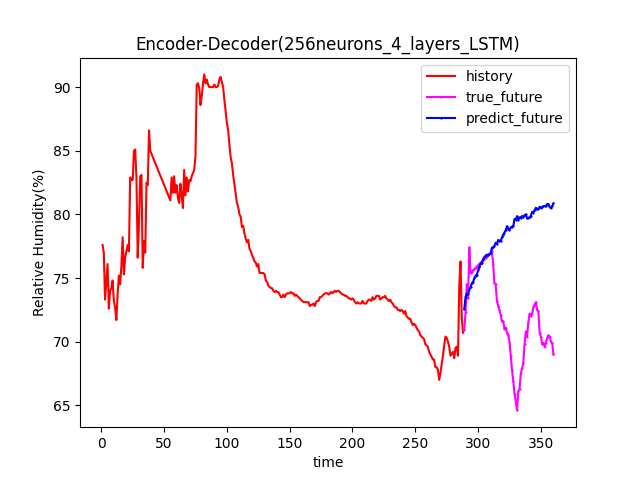 Encoder-Decoder(256neurons_4_layers_LSTM)
history
true_future
predict_future
Relative Humidity(%)
90
85
80
75
70
65
0 50 100 150 200 250 300 350
time